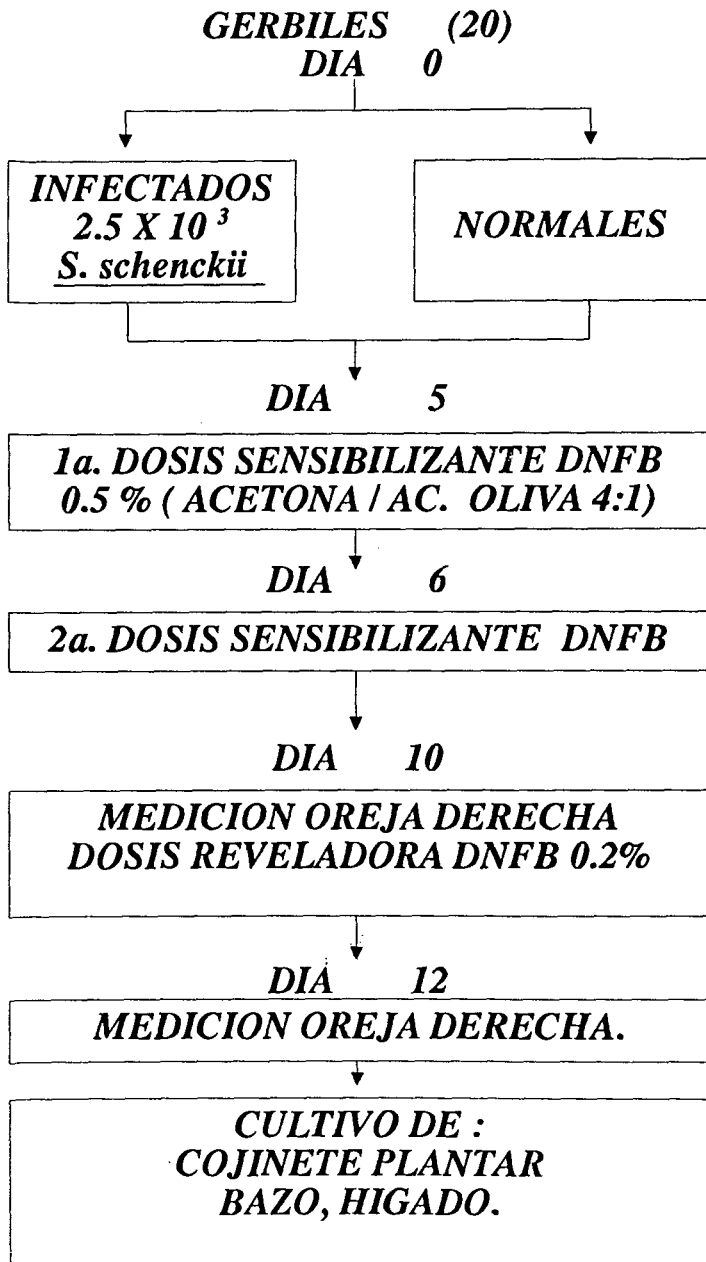 GERBILES (20)
DIA 0
INFECTADOS
2.5 X 10 ³
S. schenckii
NORMALES
DIA 5
1a. DOSIS SENSIBILIZANTE DNFB
0.5 % ( ACETONA / AC. OLIVA 4:1)
DIA 6
2a. DOSIS SENSIBILIZANTE DNFB
DIA 10
MEDICION OREJA DERECHA
DOSIS REVELADORA DNFB 0.2%
DIA 12
MEDICION OREJA DERECHA.
CULTIVO DE :
COJINETE PLANTAR
BAZO, HIGADO.